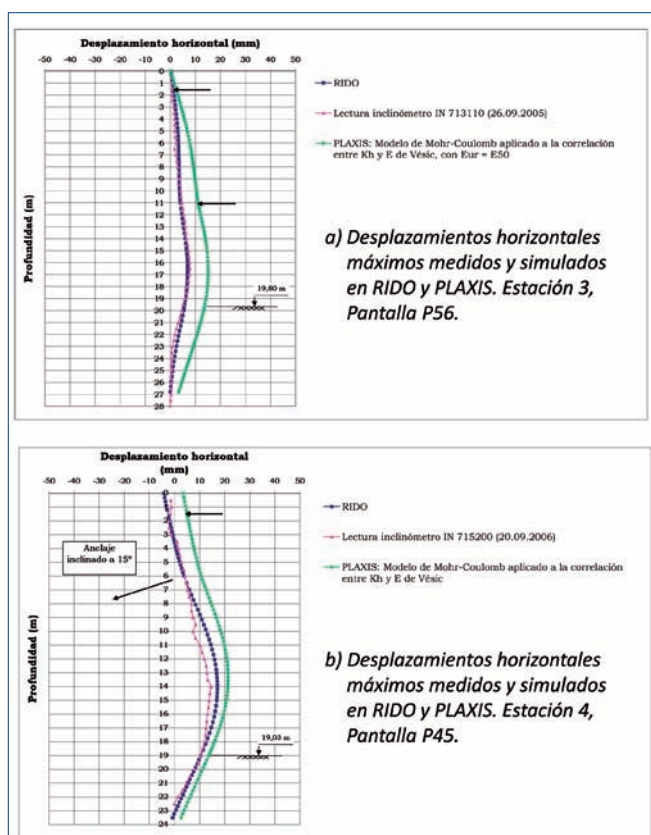 Desplazamiento horizontal (mm)
-50 -40 -30 -20 -10 0 10 20 30 40 50
Profundidad (m)
0
1
2
3
4
5
6
7
8
9
10
11
12
13
14
15
16
17
18
19
20
21
22
23
24
25
26
27
28
19,80 m
RIDO
Lectura inclinómetro IN 713110 (26.09.2005)
PLAXIS: Modelo de Mohr-Coulomb aplicado a la correlación
entre Kh y E de Vésic, con Eur = E50
a) Desplazamientos horizontales
máximos medidos y simulados
en RIDO y PLAXIS. Estación 3,
Pantalla P56.
Desplazamiento horizontal
(mm)
-50 -40 -30 -20 -10 0 10 20 30 40 50
Profundidad (m)
0
1
2
3
4
5
6
7
8
9
10
11
12
13
14
15
16
17
18
19
20
21
22
23
24
Anclaje
inclinado a 15º
19,03 m
RIDO
Lectura inclinómetro IN 715200 (20.09.2006)
PLAXIS: Modelo de Mohr-Coulomb aplicado a la correlación
entre Kh y E de Vésic
b) Desplazamientos horizontales
máximos medidos y simulados
en RIDO y PLAXIS. Estación 4,
Pantalla P45.